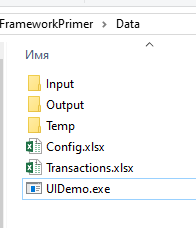 FrameworkPrimer > Data
Имя
Input
Output
Temp
Config.xlsx
Transactions.xlsx
UIDemo.exe